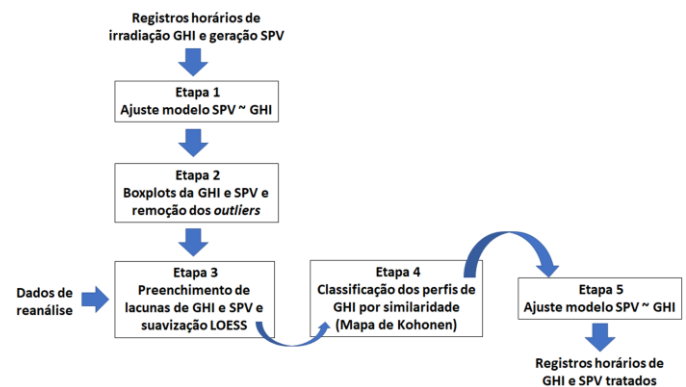 Registros horários de
irradiação GHI e geração SPV
Etapa 1
Ajuste modelo SPV ~ GHI
Etapa 2
Boxplots da GHI e SPV e
remoção dos outliers
Dados de
reanálise
Etapa 3
Preenchimento de
lacunas de GHI e SPV e
suavização LOESS
Etapa 4
Classificação dos perfis de
GHI por similaridade
(Mapa de Kohonen)
Etapa 5
Ajuste modelo SPV ~ GHI
Registros horários de
GHI e SPV tratados